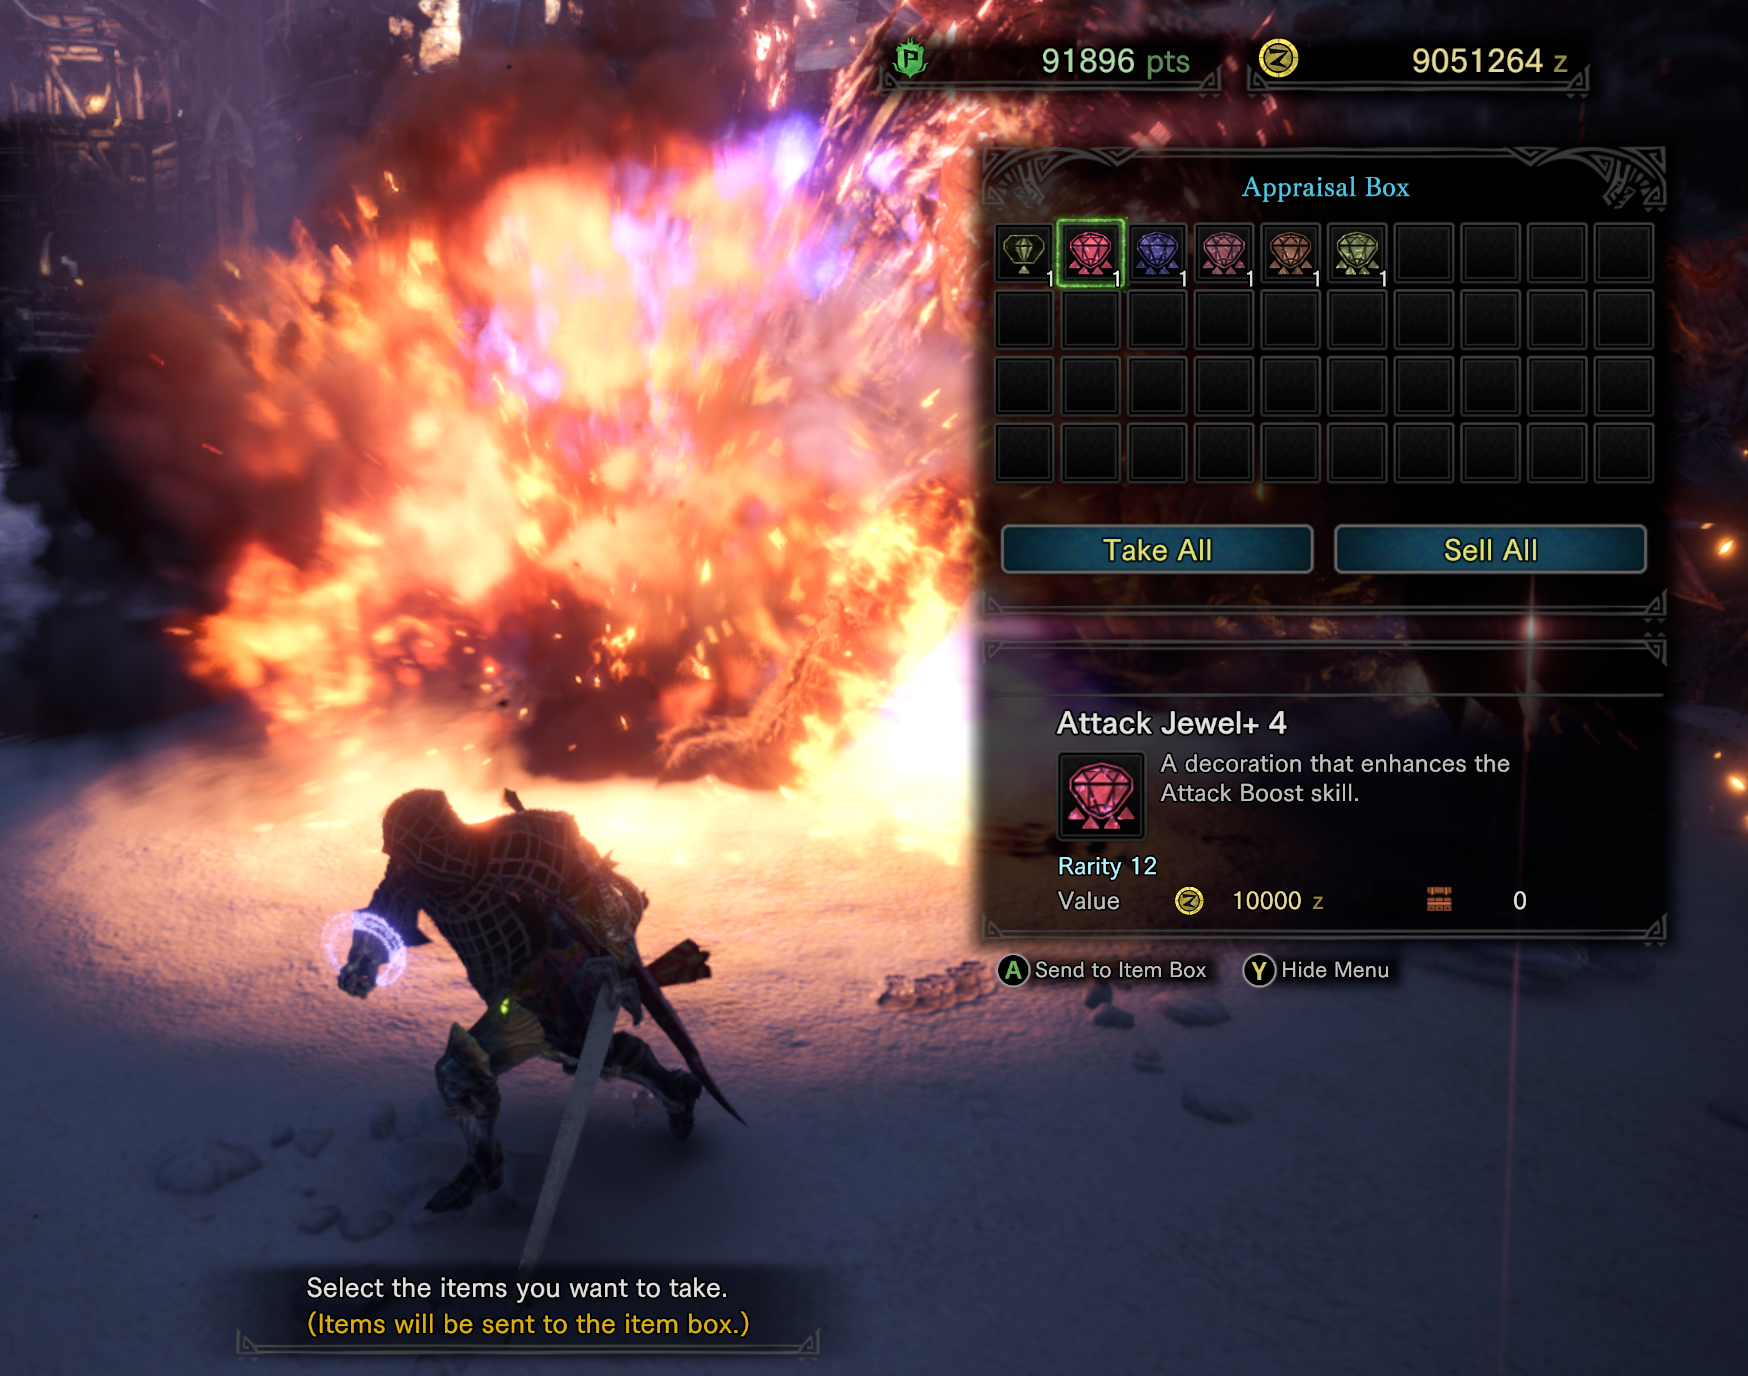 91896 pts
9051264 z
Appraisal Box
1 1 1 1 1 1
Take All
Sell All
Attack Jewel+ 4
A decoration that enhances the
Attack Boost skill.
Rarity 12
Value 10000 z 0
A Send to Item Box Y Hide Menu
Select the items you want to take.
(Items will be sent to the item box.)